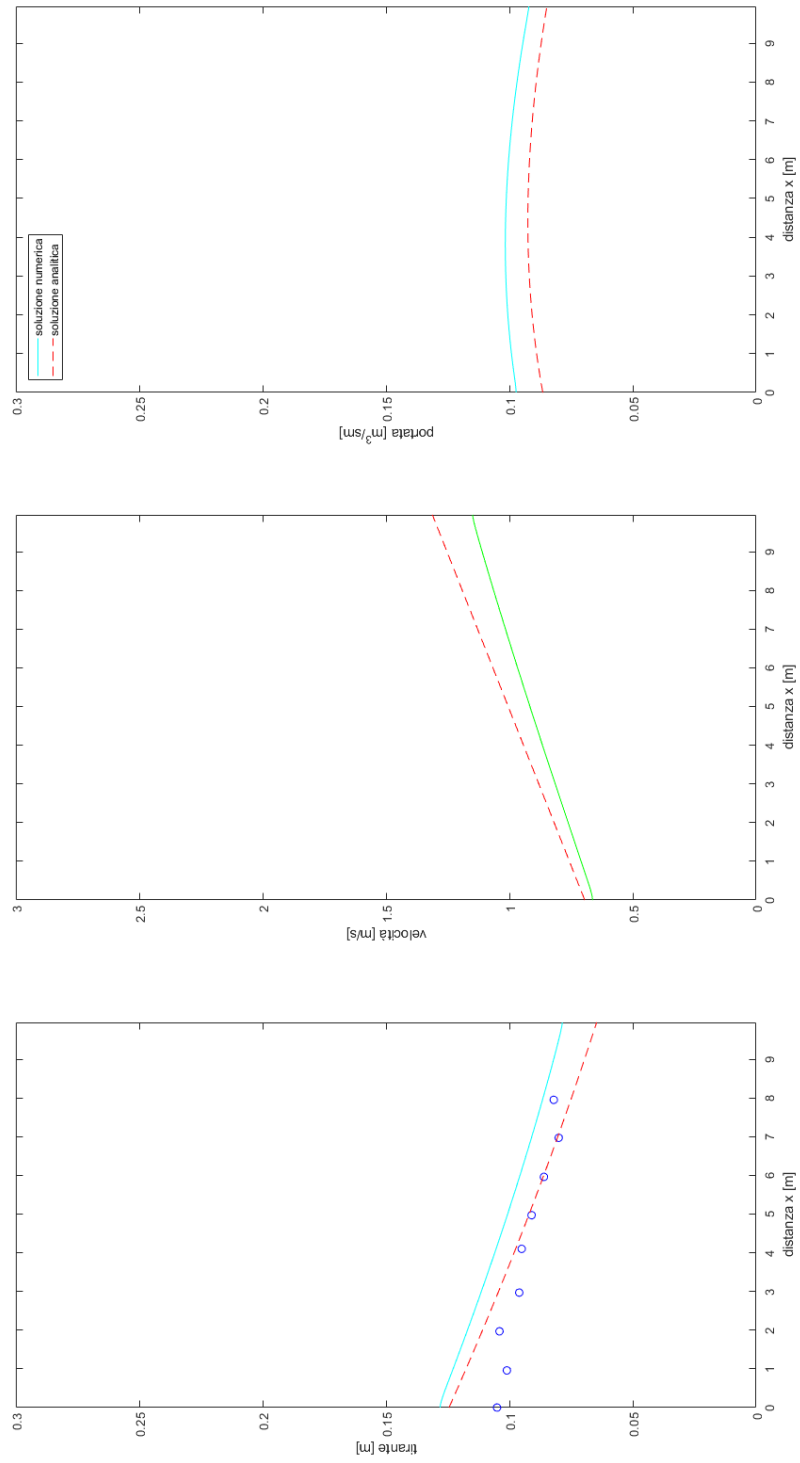 0.3
0.25
0.2
0.15
0.1
0.05
0
tirante [m]
0 1 2 3 4 5 6 7 8 9
distanza x [m]
3
2.5
2
1.5
1
0.5
0
velocità [m/s]
0 1 2 3 4 5 6 7 8 9
distanza x [m]
0.3
0.25
0.2
0.15
0.1
0.05
0
portata [m³/sm]
soluzione numerica
soluzione analitica
0 1 2 3 4 5 6 7 8 9
distanza x [m]